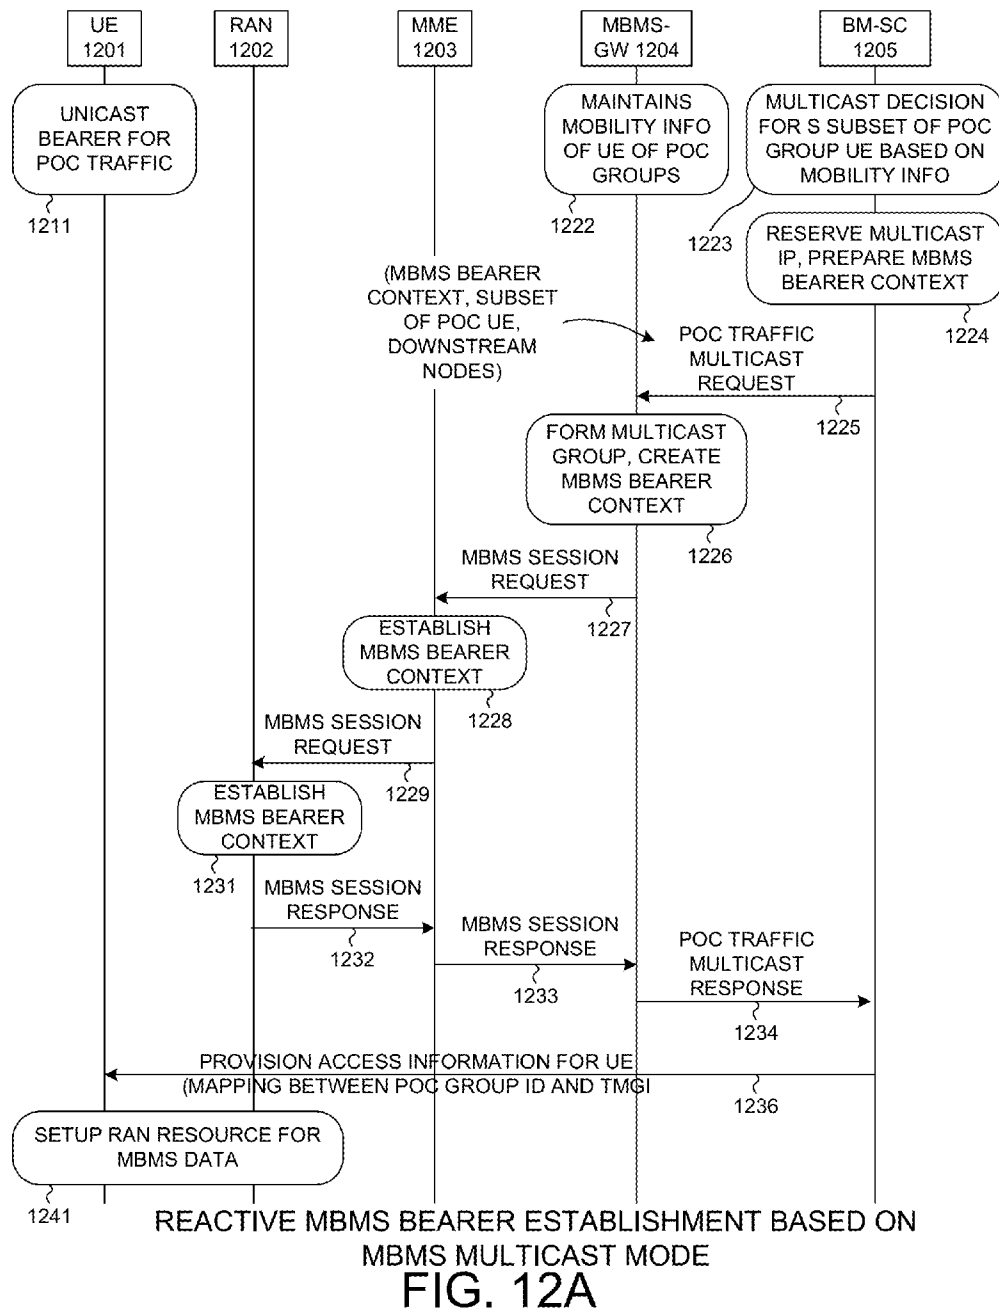 UE
1201
RAN
1202
MME
1203
MBMS-
GW 1204
BM-SC
1205
UNICAST
BEARER FOR
POC TRAFFIC
1211
MAINTAINS
MOBILITY INFO
OF UE OF POC
GROUPS
1222
MULTICAST DECISION
FOR S SUBSET OF POC
GROUP UE BASED ON
MOBILITY INFO
1223
RESERVE MULTICAST
IP, PREPARE MBMS
BEARER CONTEXT
1224
(MBMS BEARER
CONTEXT, SUBSET
OF POC UE,
DOWNSTREAM
NODES)
POC TRAFFIC
MULTICAST
REQUEST
1225
FORM MULTICAST
GROUP, CREATE
MBMS BEARER
CONTEXT
1226
MBMS SESSION
REQUEST
1227
ESTABLISH
MBMS BEARER
CONTEXT
1228
MBMS SESSION
REQUEST
1229
ESTABLISH
MBMS BEARER
CONTEXT
1231
MBMS SESSION
RESPONSE
1232
MBMS SESSION
RESPONSE
1233
POC TRAFFIC
MULTICAST
RESPONSE
1234
PROVISION ACCESS INFORMATION FOR UE
(MAPPING BETWEEN POC GROUP ID AND TMGI
1236
SETUP RAN RESOURCE FOR
MBMS DATA
1241
REACTIVE MBMS BEARER ESTABLISHMENT BASED ON
MBMS MULTICAST MODE
FIG. 12A